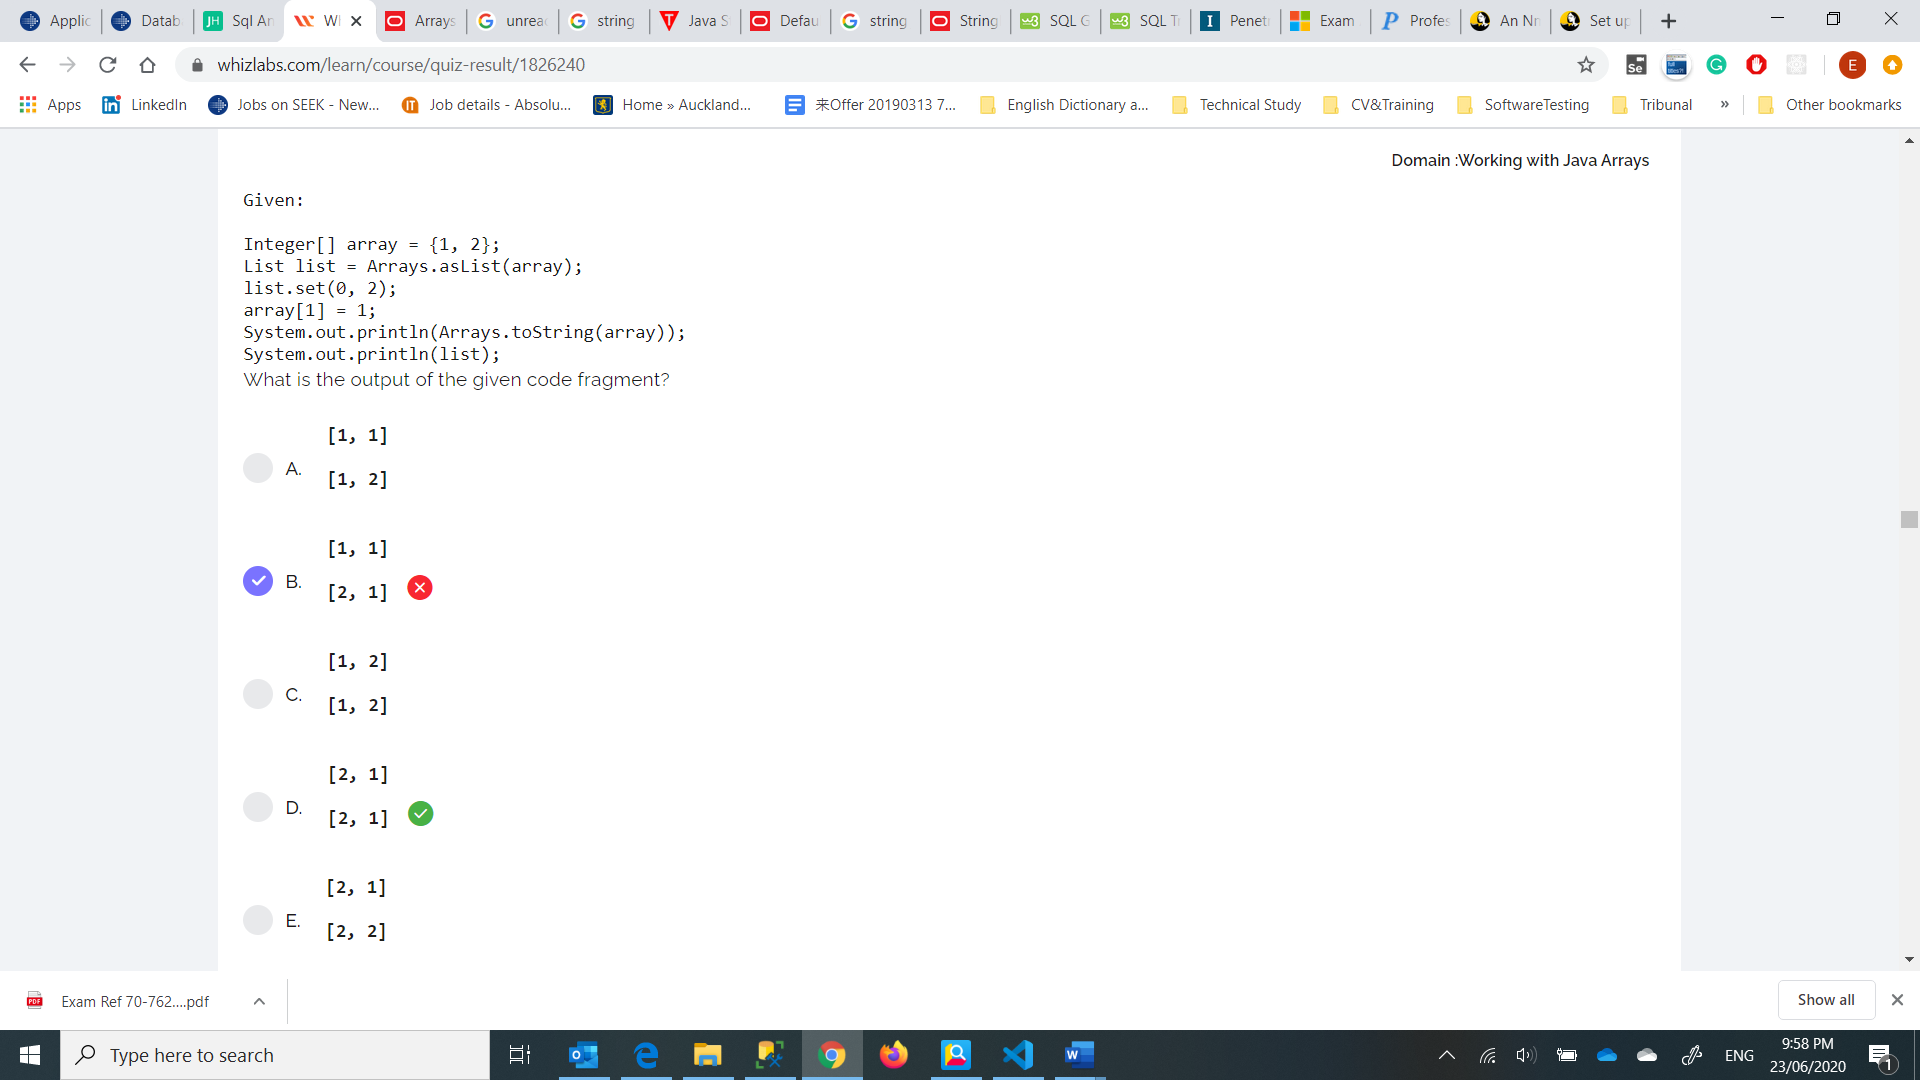 Applic
Datab
Sql An
Wh
Arrays
unreac
string
Java S
Defau
string
String
SQL G
SQL Tr
Penet
Exam
Profes
An Nn
Set up
whizlabs.com/learn/course/quiz-result/1826240
Apps
LinkedIn
Jobs on SEEK - New...
Job details - Absolu...
Home » Auckland...
来Offer 20190313 7...
English Dictionary a...
Technical Study
CV&Training
SoftwareTesting
Tribunal
»
Other bookmarks
Domain :Working with Java Arrays
Given:
Integer[] array = {1, 2};
List list = Arrays.asList(array);
list.set(0, 2);
array[1] = 1;
System.out.println(Arrays.toString(array));
System.out.println(list);
What is the output of the given code fragment?
A.
[1, 1]
[1, 2]
B.
[1, 1]
[2, 1]
C.
[1, 2]
[1, 2]
D.
[2, 1]
[2, 1]
E.
[2, 1]
[2, 2]
Exam Ref 70-762....pdf
Show all
Type here to search
ENG
9:58 PM
23/06/2020
1